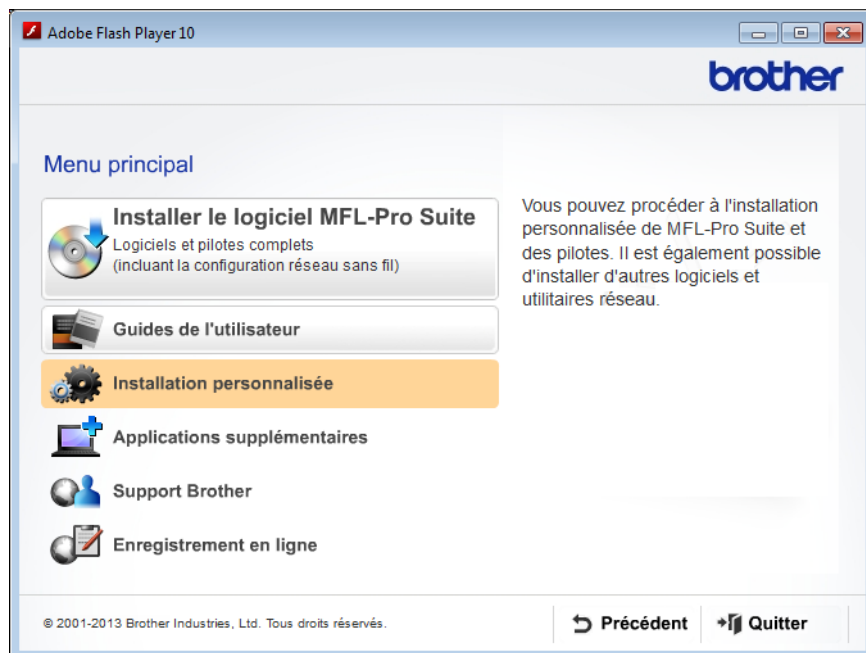 Adobe Flash Player 10
brother
Menu principal
Installer le logiciel MFL-Pro Suite
Logiciels et pilotes complets
(incluant la configuration réseau sans fil)
Guides de l'utilisateur
Installation personnalisée
Applications supplémentaires
Support Brother
Enregistrement en ligne
Vous pouvez procéder à l'installation
personnalisée de MFL-Pro Suite et
des pilotes. Il est également possible
d'installer d'autres logiciels et
utilitaires réseau.
© 2001-2013 Brother Industries, Ltd. Tous droits réservés.
Précédent
Quitter